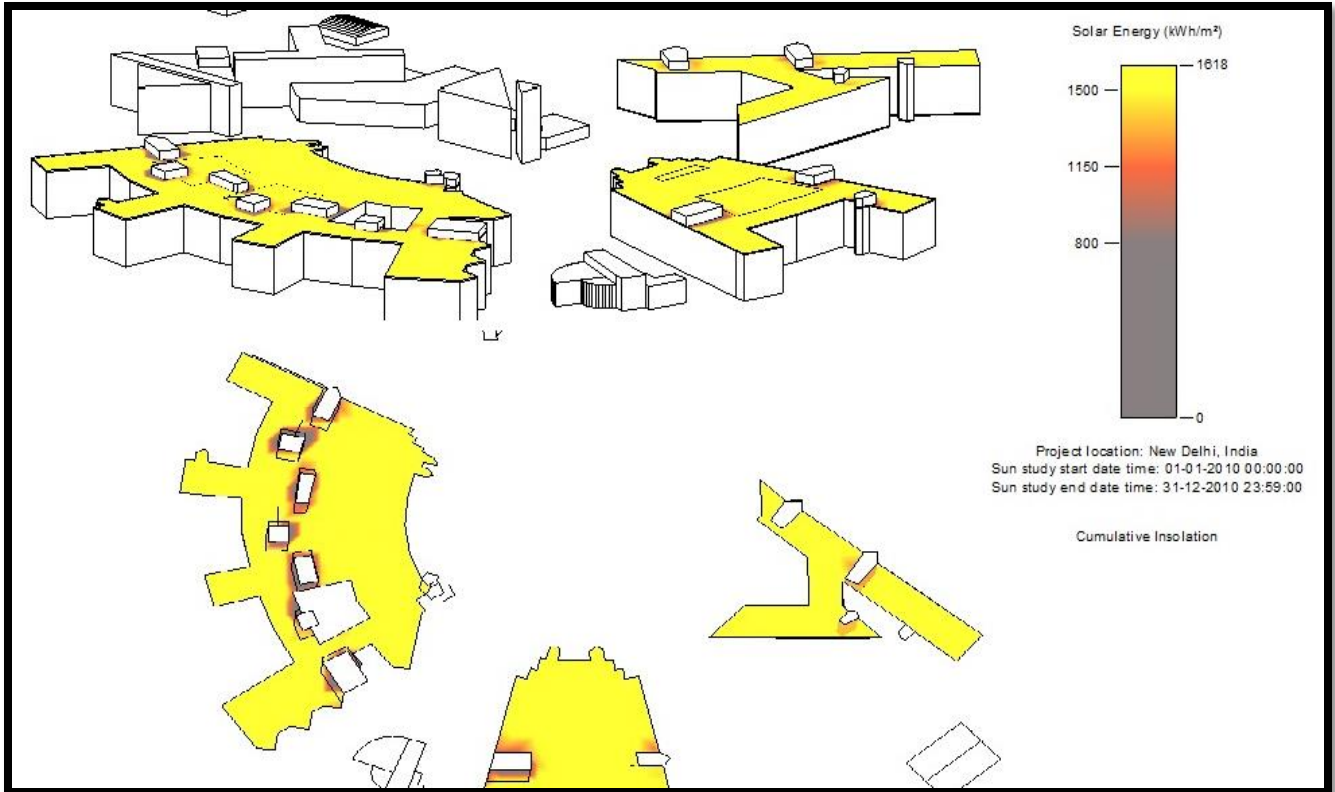 Solar Energy (kWh/m²)
1618
1500
1150
800
0
Project location: New Delhi, India
Sun study start date time: 01-01-2010 00:00:00
Sun study end date time: 31-12-2010 23:59:00
Cumulative Insolation